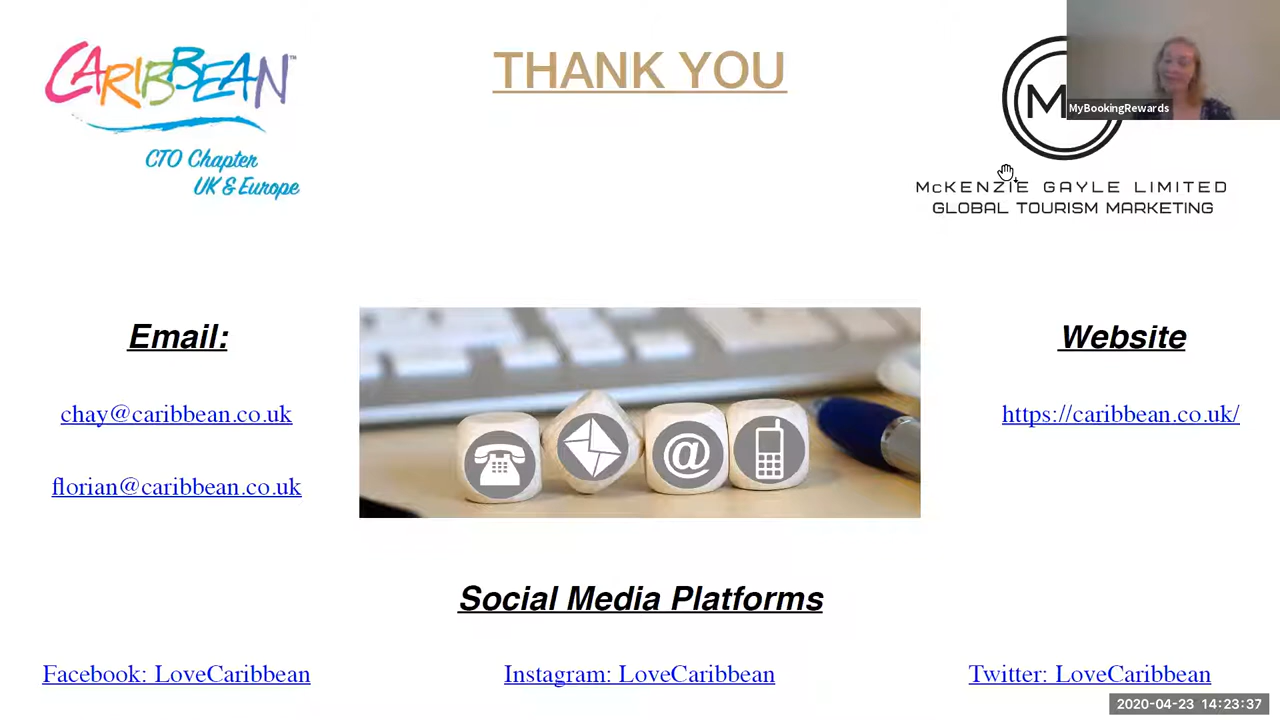 CARIBBEAN™
CTO Chapter
UK & Europe
THANK YOU
M
MyBookingRewards
McKENZIE GAYLE LIMITED
GLOBAL TOURISM MARKETING
Email:
chay@caribbean.co.uk
florian@caribbean.co.uk
@
Website
https://caribbean.co.uk/
Social Media Platforms
Facebook: LoveCaribbean
Instagram: LoveCaribbean
Twitter: LoveCaribbean
2020-04-23 14:23:37